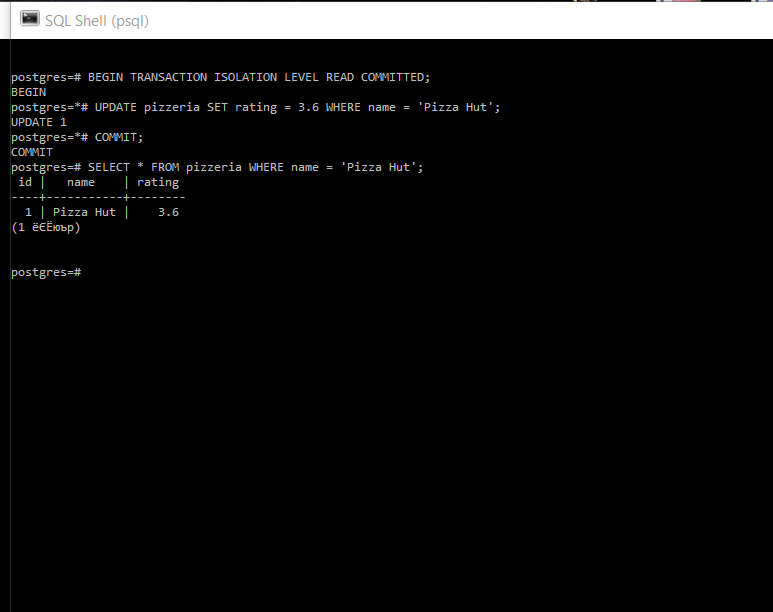 SQL Shell (psql)
postgres=# BEGIN TRANSACTION ISOLATION LEVEL READ COMMITTED;
BEGIN
postgres=*# UPDATE pizzeria SET rating = 3.6 WHERE name = 'Pizza Hut';
UPDATE 1
postgres=*# COMMIT;
COMMIT
postgres=# SELECT * FROM pizzeria WHERE name = 'Pizza Hut';
 id |   name    | rating
----+-----------+--------
  1 | Pizza Hut |    3.6
(1 ёЄЁюър)
postgres=#